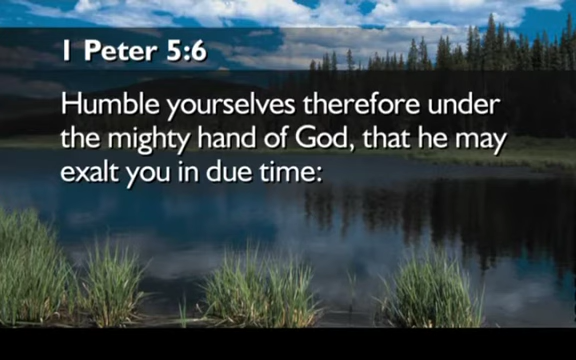 1 Peter 5:6
Humble yourselves therefore under
the mighty hand of God, that he may
exalt you in due time: